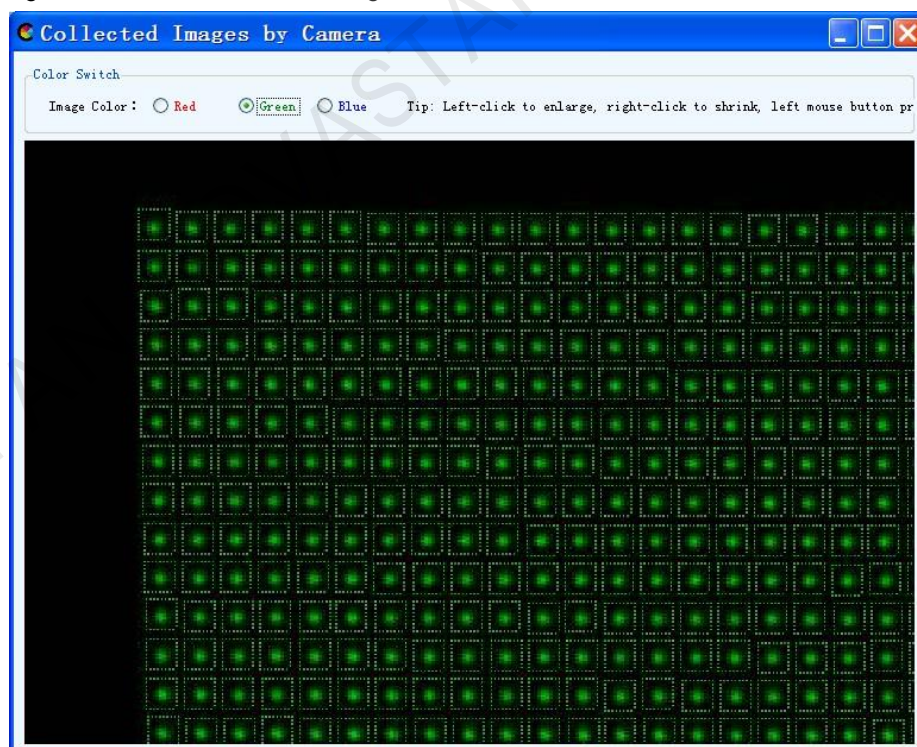 Collected Images by Camera
Color Switch
Image Color: Red Green Blue Tip: Left-click to enlarge, right-click to shrink, left mouse button pr